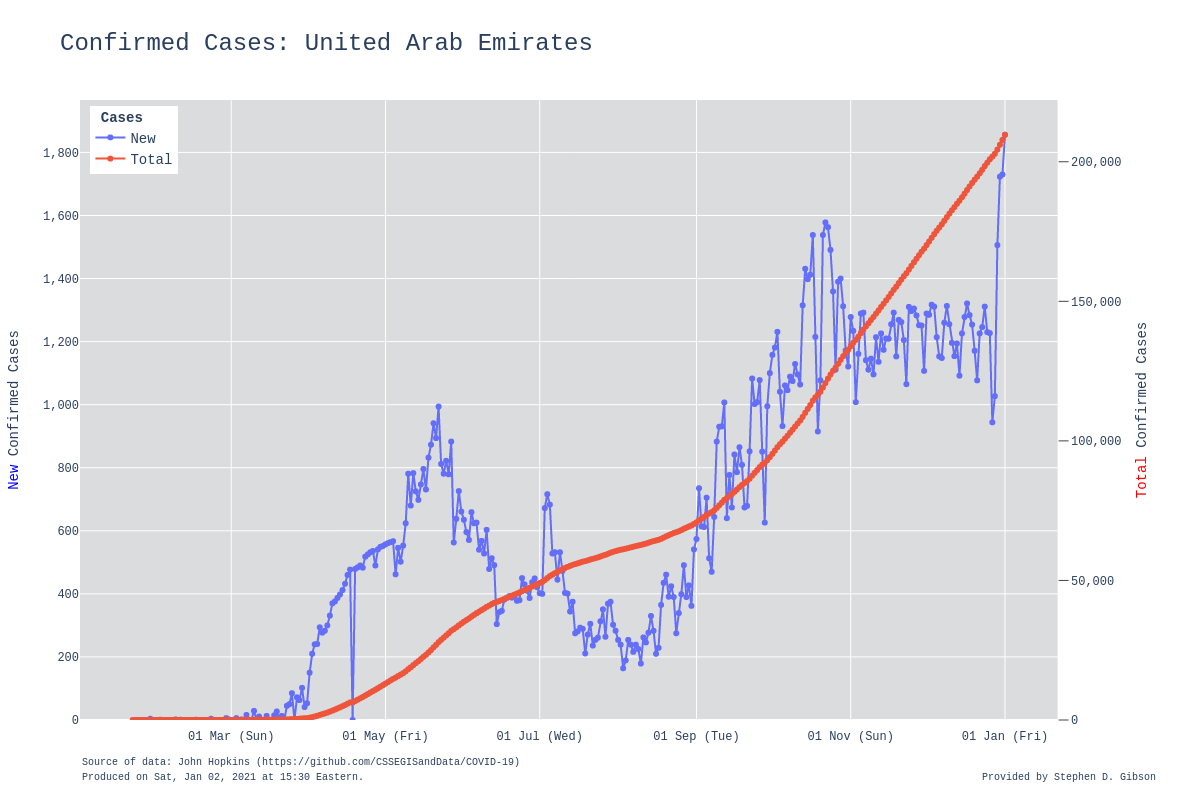 Confirmed Cases: United Arab Emirates
Cases
New
Total
1,800
1,600
1,400
1,200
1,000
800
600
400
200
0
200,000
150,000
100,000
50,000
0
New Confirmed Cases
Total Confirmed Cases
01 Mar (Sun)
01 May (Fri)
01 Jul (Wed)
01 Sep (Tue)
01 Nov (Sun)
01 Jan (Fri)
Source of data: John Hopkins (https://github.com/CSSEGISandData/COVID-19)
Produced on Sat, Jan 02, 2021 at 15:30 Eastern.
Provided by Stephen D. Gibson